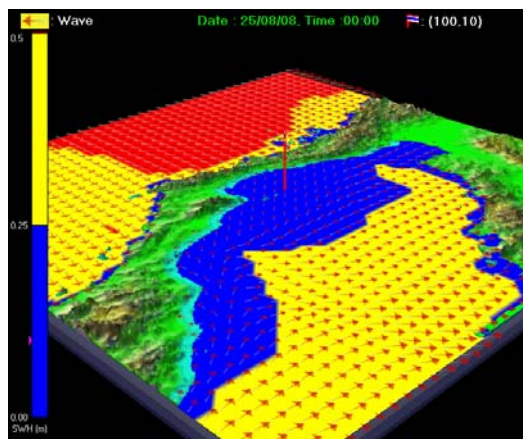 : Wave
Date : 25/08/08, Time :00:00
: (100,10)
0.5
0.25
0.00
SWH (m)